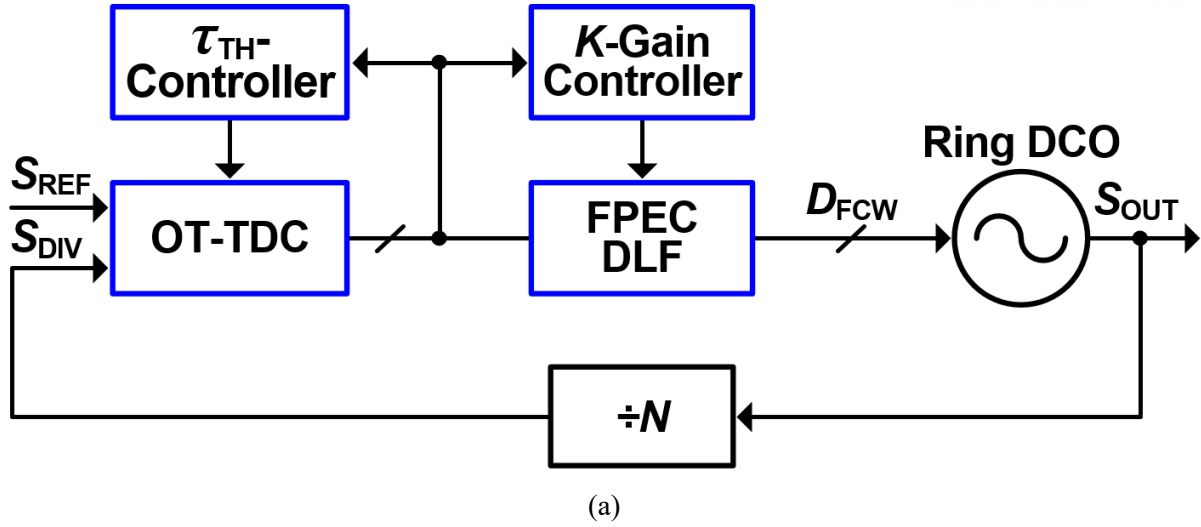 τTH-
Controller
K-Gain
Controller
Ring DCO
SREF
SDIV
OT-TDC
FPEC
DLF
DFCW
SOUT
÷N
(a)